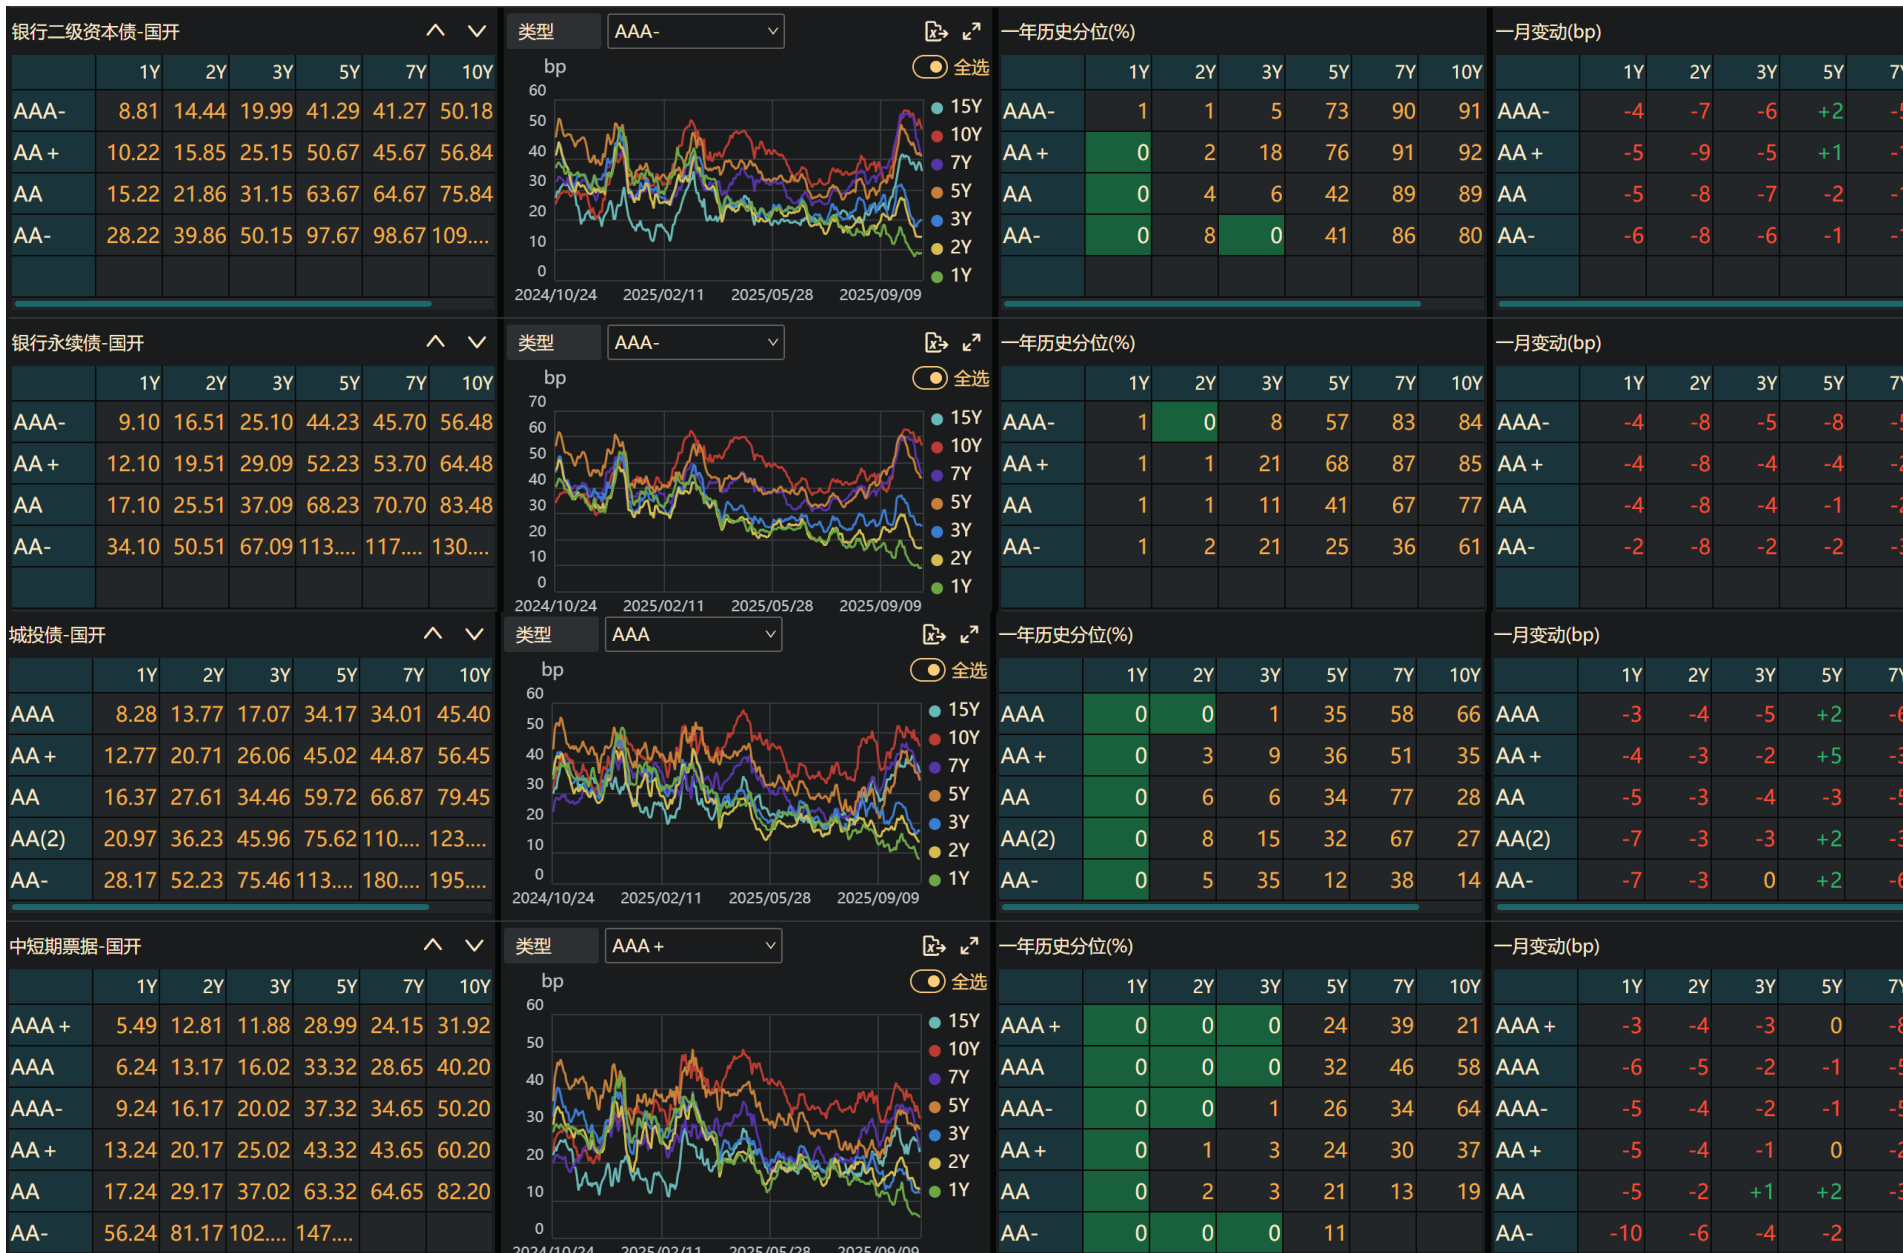 银行二级资本债-国开 类型 AAA- 一年历史分位(%) 一月变动(bp)
bp 全选
1Y 2Y 3Y 5Y 7Y 10Y 1Y 2Y 3Y 5Y 7Y 10Y 1Y 2Y 3Y 5Y
AAA- 8.81 14.44 19.99 41.29 41.27 50.18 AAA- 1 1 5 73 90 91 AAA- -4 -7 -6 +2
AA+ 10.22 15.85 25.15 50.67 45.67 56.84 AA+ 0 2 18 76 91 92 AA+ -5 -9 -5 +1
AA 15.22 21.86 31.15 63.67 64.67 75.84 AA 0 4 6 42 89 89 AA -5 -8 -7 -2
AA- 28.22 39.86 50.15 97.67 98.67 109.... AA- 0 8 0 41 86 80 AA- -6 -8 -6 -1
60
50
40
30
20
10
0
15Y
10Y
7Y
5Y
3Y
2Y
1Y
2024/10/24 2025/02/11 2025/05/28 2025/09/09
银行永续债-国开 类型 AAA- 一年历史分位(%) 一月变动(bp)
bp 全选
1Y 2Y 3Y 5Y 7Y 10Y 1Y 2Y 3Y 5Y 7Y 10Y 1Y 2Y 3Y 5Y
AAA- 9.10 16.51 25.10 44.23 45.70 56.48 AAA- 1 0 8 57 83 84 AAA- -4 -8 -5 -8
AA+ 12.10 19.51 29.09 52.23 53.70 64.48 AA+ 1 1 21 68 87 85 AA+ -4 -8 -4 -4
AA 17.10 25.51 37.09 68.23 70.70 83.48 AA 1 1 11 41 67 77 AA -4 -8 -4 -1
AA- 34.10 50.51 67.09 113.... 117.... 130.... AA- 1 2 21 25 36 61 AA- -2 -8 -2 -2
70
60
50
40
30
20
10
0
15Y
10Y
7Y
5Y
3Y
2Y
1Y
2024/10/24 2025/02/11 2025/05/28 2025/09/09
城投债-国开 类型 AAA 一年历史分位(%) 一月变动(bp)
bp 全选
1Y 2Y 3Y 5Y 7Y 10Y 1Y 2Y 3Y 5Y 7Y 10Y 1Y 2Y 3Y 5Y
AAA 8.28 13.77 17.07 34.17 34.01 45.40 AAA 0 0 1 35 58 66 AAA -3 -4 -5 +2
AA+ 12.77 20.71 26.06 45.02 44.87 56.45 AA+ 0 3 9 36 51 35 AA+ -4 -3 -2 +5
AA 16.37 27.61 34.46 59.72 66.87 79.45 AA 0 6 6 34 77 28 AA -5 -3 -4 -3
AA(2) 20.97 36.23 45.96 75.62 110.... 123.... AA(2) 0 8 15 32 67 27 AA(2) -7 -3 -3 +2
AA- 28.17 52.23 75.46 113.... 180.... 195.... AA- 0 5 35 12 38 14 AA- -7 -3 0 +2
60
50
40
30
20
10
0
15Y
10Y
7Y
5Y
3Y
2Y
1Y
2024/10/24 2025/02/11 2025/05/28 2025/09/09
中短期票据-国开 类型 AAA+ 一年历史分位(%) 一月变动(bp)
bp 全选
1Y 2Y 3Y 5Y 7Y 10Y 1Y 2Y 3Y 5Y 7Y 10Y 1Y 2Y 3Y 5Y
AAA+ 5.49 12.81 11.88 28.99 24.15 31.92 AAA+ 0 0 0 24 39 21 AAA+ -3 -4 -3 0
AAA 6.24 13.17 16.02 33.32 28.65 40.20 AAA 0 0 0 32 46 58 AAA -6 -5 -2 -1
AAA- 9.24 16.17 20.02 37.32 34.65 50.20 AAA- 0 0 1 26 34 64 AAA- -5 -4 -2 -1
AA+ 13.24 20.17 25.02 43.32 43.65 60.20 AA+ 0 1 3 24 30 37 AA+ -5 -4 -1 0
AA 17.24 29.17 37.02 63.32 64.65 82.20 AA 0 2 3 21 13 19 AA -5 -2 +1 +2
AA- 56.24 81.17 102.... 147.... AA- 0 0 0 11 AA- -10 -6 -4 -2
60
50
40
30
20
10
0
15Y
10Y
7Y
5Y
3Y
2Y
1Y
2024/10/24 2025/02/11 2025/05/28 2025/09/09